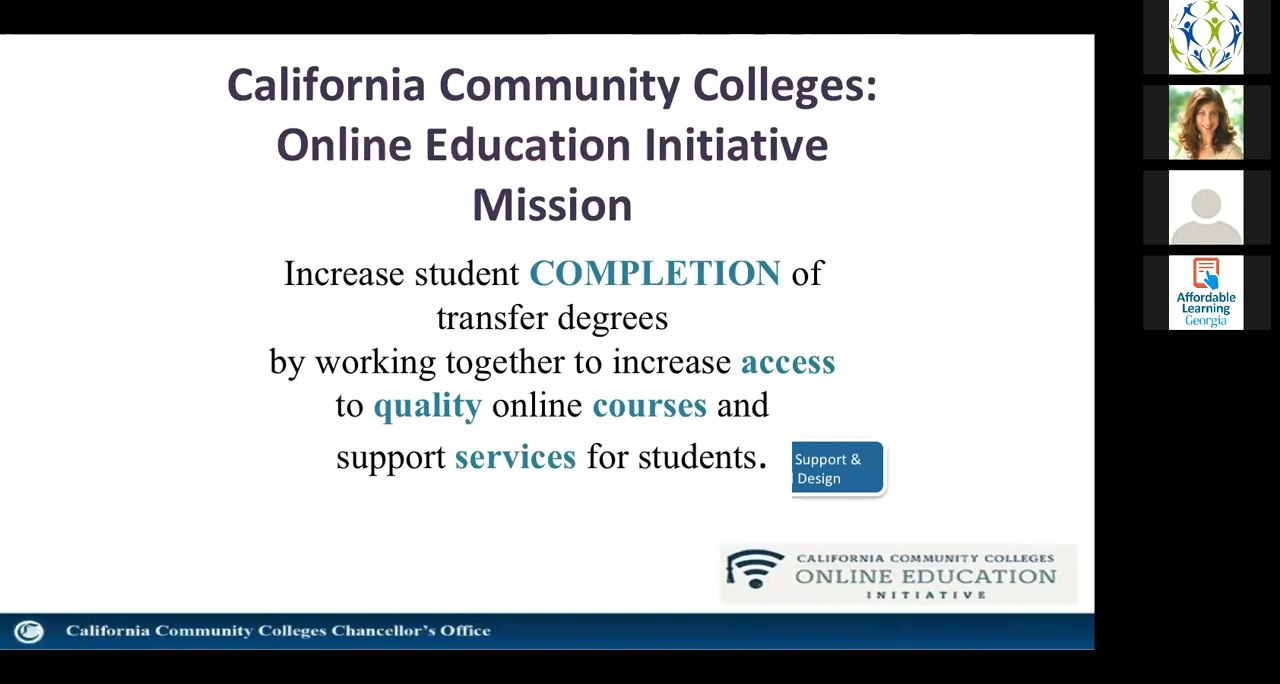 California Community Colleges:
Online Education Initiative
Mission
Increase student COMPLETION of
transfer degrees
by working together to increase access
to quality online courses and
support services for students.
Support &
Design
CALIFORNIA COMMUNITY COLLEGES
ONLINE EDUCATION
INITIATIVE
California Community Colleges Chancellor's Office
Affordable
Learning
Georgia